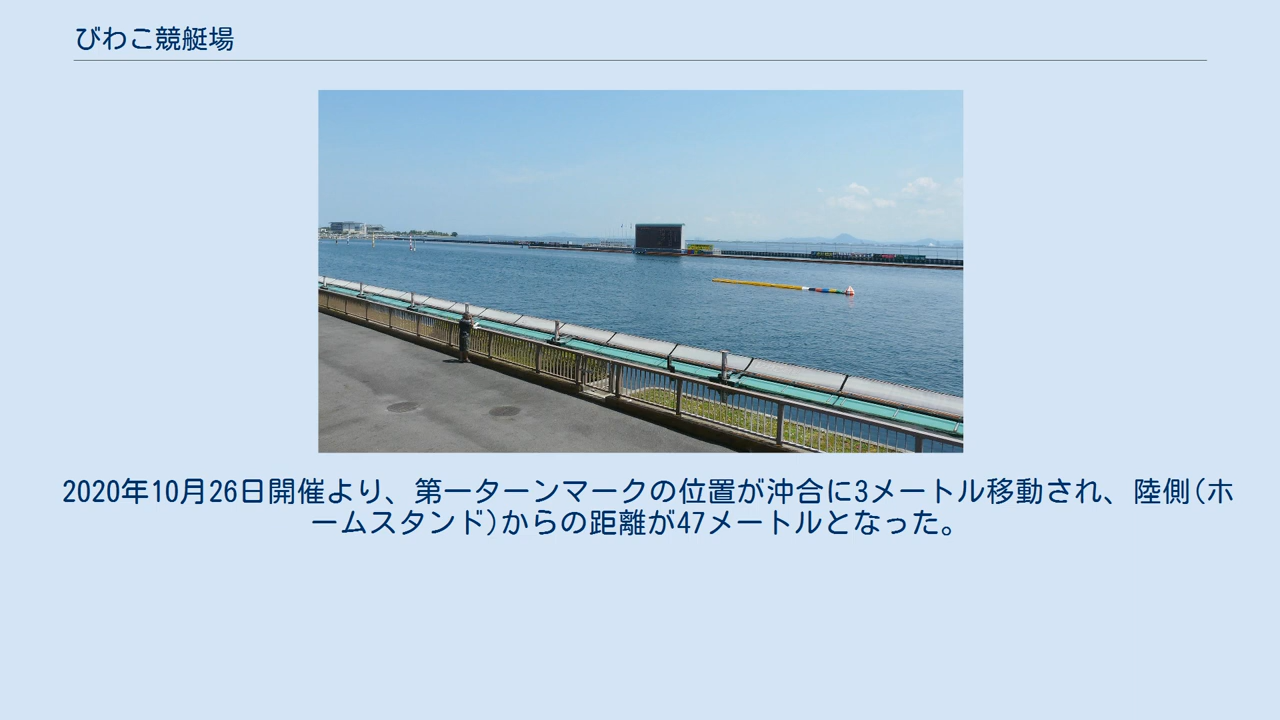 びわこ競艇場
2020年10月26日開催より、第一ターンマークの位置が沖合に3メートル移動され、陸側(ホ
ームスタンド)からの距離が47メートルとなった。